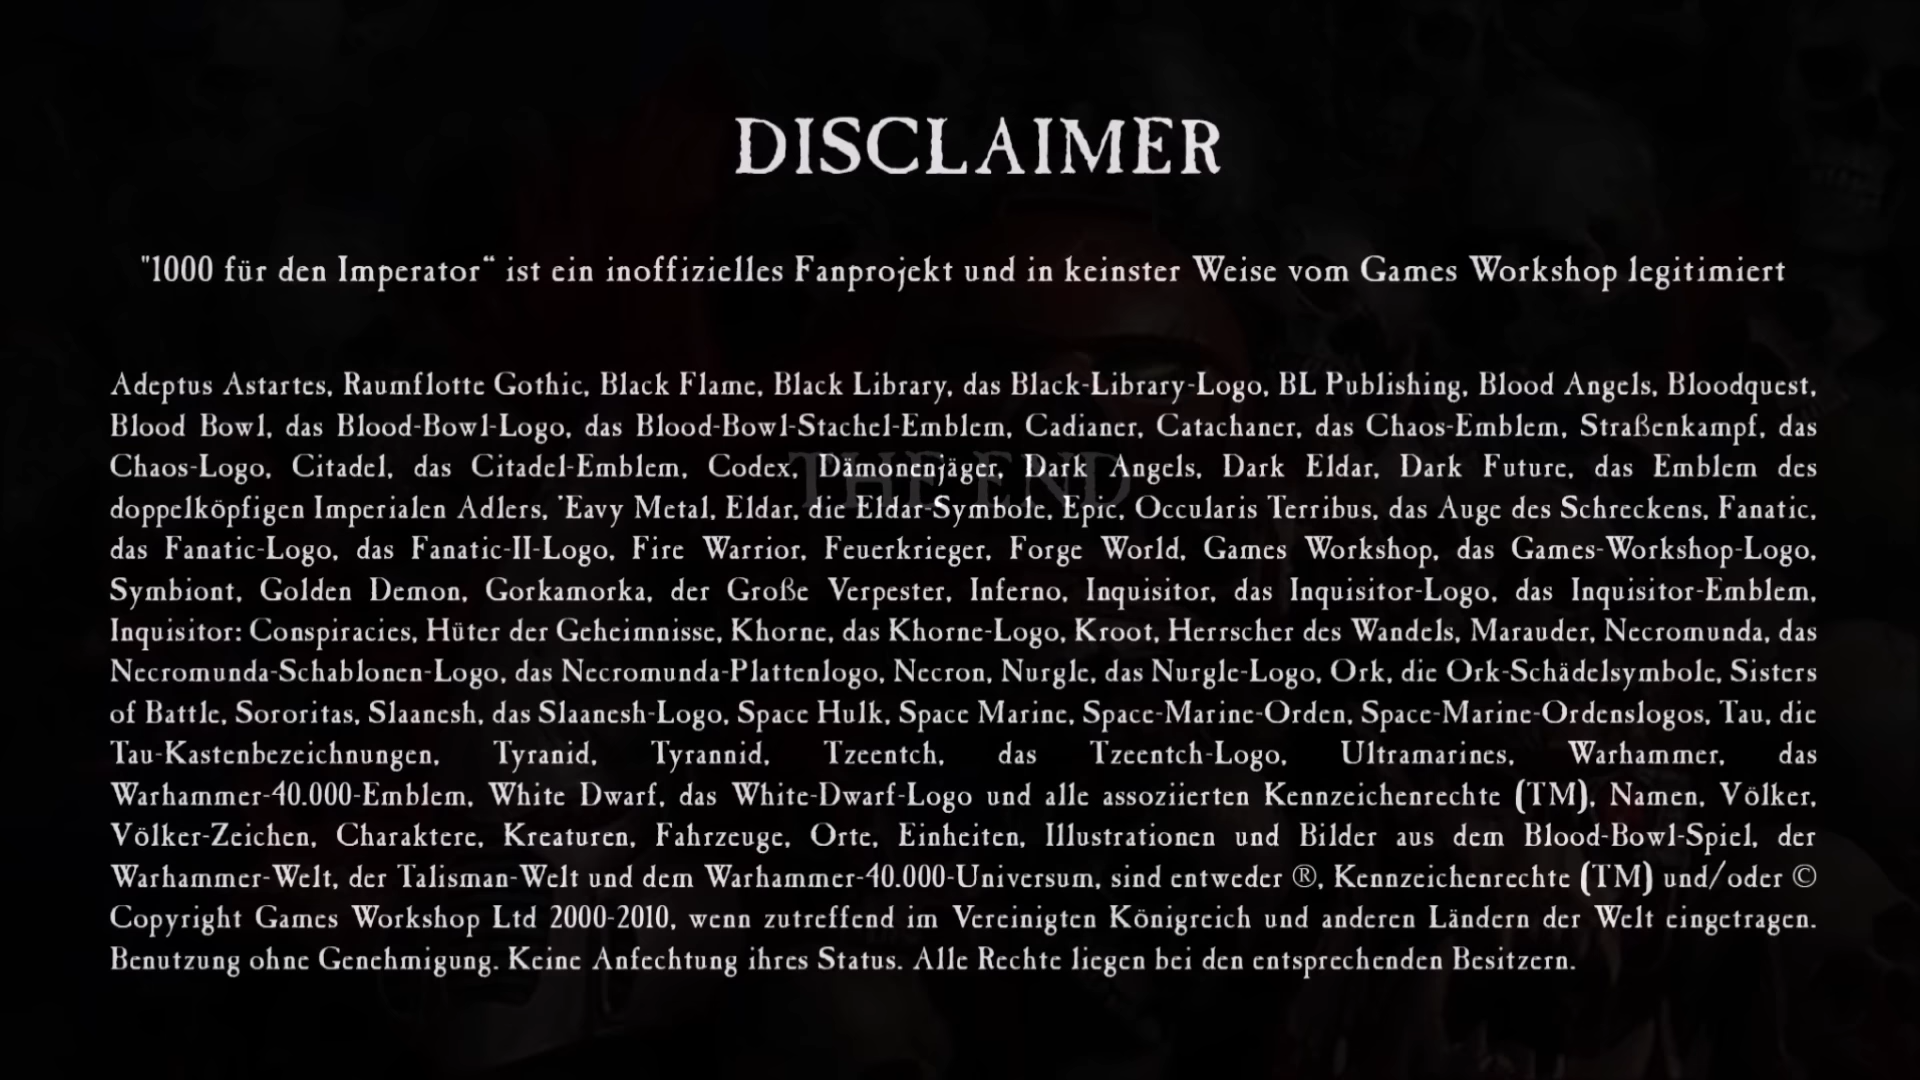 DISCLAIMER
"1000 für den Imperator“ ist ein inoffizielles Fanprojekt und in keinster Weise vom Games Workshop legitimiert
Adeptus Astartes, Raumflotte Gothic, Black Flame, Black Library, das Black-Library-Logo, BL Publishing, Blood Angels, Bloodquest,
Blood Bowl, das Blood-Bowl-Logo, das Blood-Bowl-Stachel-Emblem, Cadianer, Catachaner, das Chaos-Emblem, Straßenkampf, das
Chaos-Logo, Citadel, das Citadel-Emblem, Codex, Dämonenjäger, Dark Angels, Dark Eldar, Dark Future, das Emblem des
THE END
doppelköpfigen Imperialen Adlers, 'Eavy Metal, Eldar, die Eldar-Symbole, Epic, Occularis Terribus, das Auge des Schreckens, Fanatic,
das Fanatic-Logo, das Fanatic-II-Logo, Fire Warrior, Feuerkrieger, Forge World, Games Workshop, das Games-Workshop-Logo,
Symbiont, Golden Demon, Gorkamorka, der Große Verpester, Inferno, Inquisitor, das Inquisitor-Logo, das Inquisitor-Emblem,
Inquisitor: Conspiracies, Hüter der Geheimnisse, Khorne, das Khorne-Logo, Kroot, Herrscher des Wandels, Marauder, Necromunda, das
Necromunda-Schablonen-Logo, das Necromunda-Plattenlogo, Necron, Nurgle, das Nurgle-Logo, Ork, die Ork-Schädelsymbole, Sisters
of Battle, Sororitas, Slaanesh, das Slaanesh-Logo, Space Hulk, Space Marine, Space-Marine-Orden, Space-Marine-Ordenslogos, Tau, die
Tau-Kastenbezeichnungen, Tyranid, Tyrannid, Tzeentch, das Tzeentch-Logo, Ultramarines, Warhammer, das
Warhammer-40.000-Emblem, White Dwarf, das White-Dwarf-Logo und alle assoziierten Kennzeichenrechte (TM), Namen, Völker,
Völker-Zeichen, Charaktere, Kreaturen, Fahrzeuge, Orte, Einheiten, Illustrationen und Bilder aus dem Blood-Bowl-Spiel, der
Warhammer-Welt, der Talisman-Welt und dem Warhammer-40.000-Universum, sind entweder ®, Kennzeichenrechte (TM) und/oder ©
Copyright Games Workshop Ltd 2000-2010, wenn zutreffend im Vereinigten Königreich und anderen Ländern der Welt eingetragen.
Benutzung ohne Genehmigung. Keine Anfechtung ihres Status. Alle Rechte liegen bei den entsprechenden Besitzern.